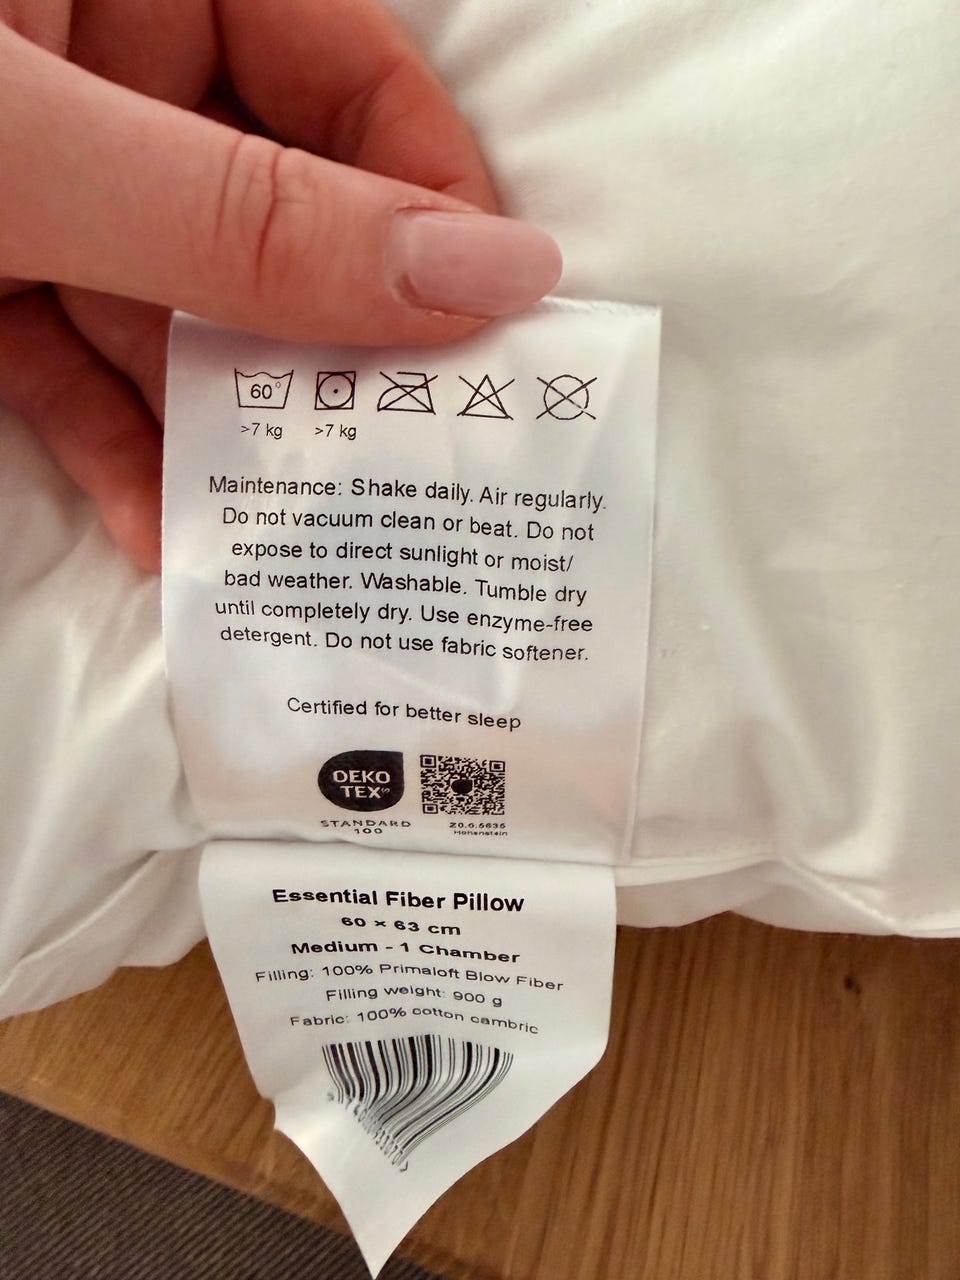 60°
>7 kg >7 kg
Maintenance: Shake daily. Air regularly.
Do not vacuum clean or beat. Do not
expose to direct sunlight or moist/
bad weather. Washable. Tumble dry
until completely dry. Use enzyme-free
detergent. Do not use fabric softener.
Certified for better sleep
OEKO
TEX®
STANDARD
100
20.0.5635
Hohenstein
Essential Fiber Pillow
60 × 63 cm
Medium - 1 Chamber
Filling: 100% Primaloft Blow Fiber
Filling weight: 900 g
Fabric: 100% cotton cambric